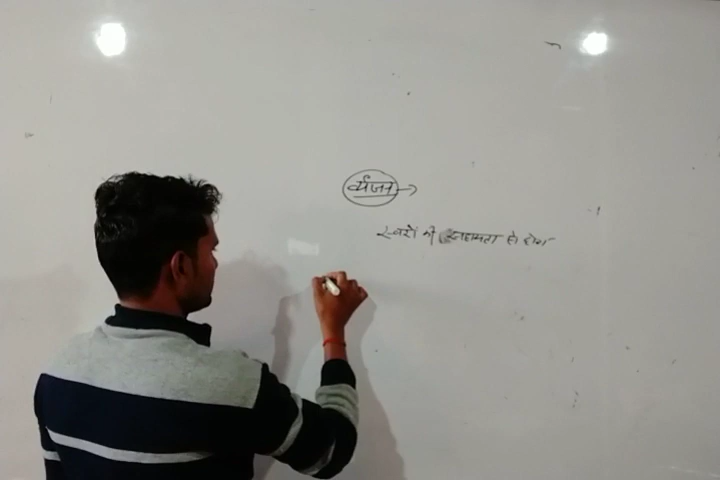 व्यंजन →
स्वरों की सहायता से होगा